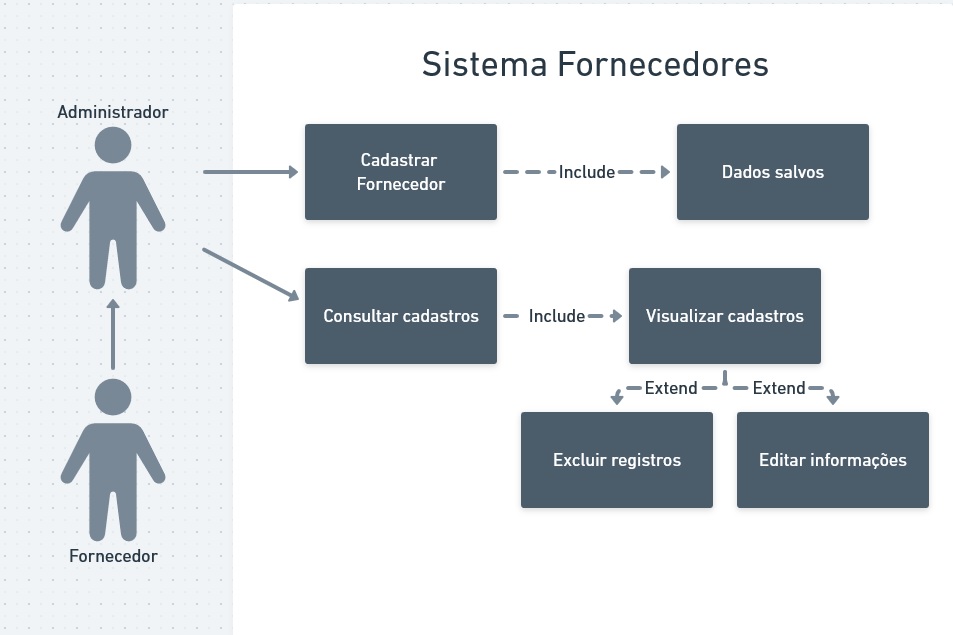 Sistema Fornecedores
Administrador
Cadastrar
Fornecedor
Include
Dados salvos
Consultar cadastros
Include
Visualizar cadastros
Extend
Extend
Excluir registros
Editar informações
Fornecedor